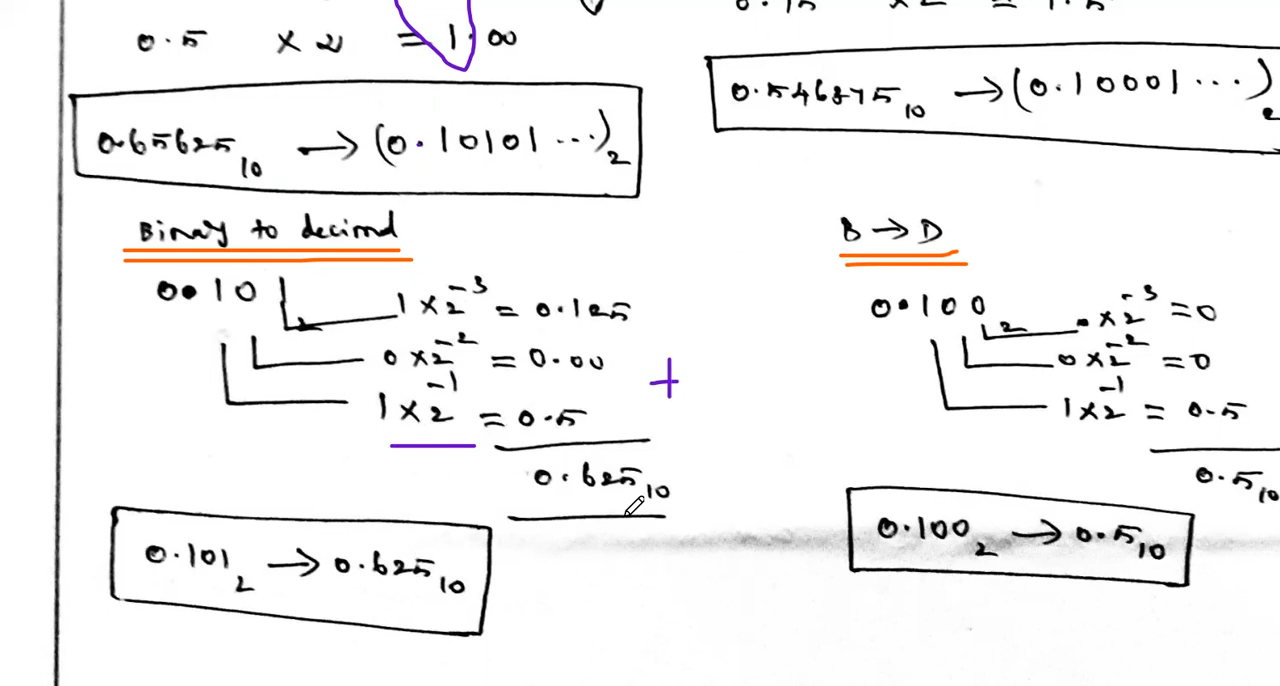 0.5 × 2 = 1.00
0.65625₁₀ → (0.10101...)₂
Binary to decimal
0.101₂
1 × 2⁻³ = 0.125
0 × 2⁻² = 0.00
+
1 × 2⁻¹ = 0.5
0.625₁₀
0.101₂ → 0.625₁₀
0.546875₁₀ → (0.10001...)₂
B → D
0.100₂
× 2⁻³ = 0
0 × 2⁻² = 0
1 × 2⁻¹ = 0.5
0.5₁₀
0.100₂ → 0.5₁₀